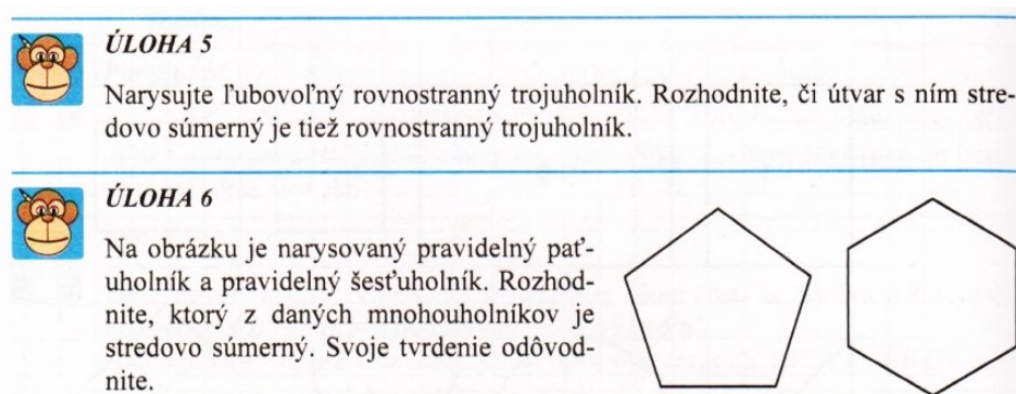 ÚLOHA 5
Narysujte ľubovoľný rovnostranný trojuholník. Rozhodnite, či útvar s ním stre-
dovo súmerný je tiež rovnostranný trojuholník.
ÚLOHA 6
Na obrázku je narysovaný pravidelný päť-
uholník a pravidelný šesťuholník. Rozhod-
nite, ktorý z daných mnohouholníkov je
stredovo súmerný. Svoje tvrdenie odôvod-
nite.